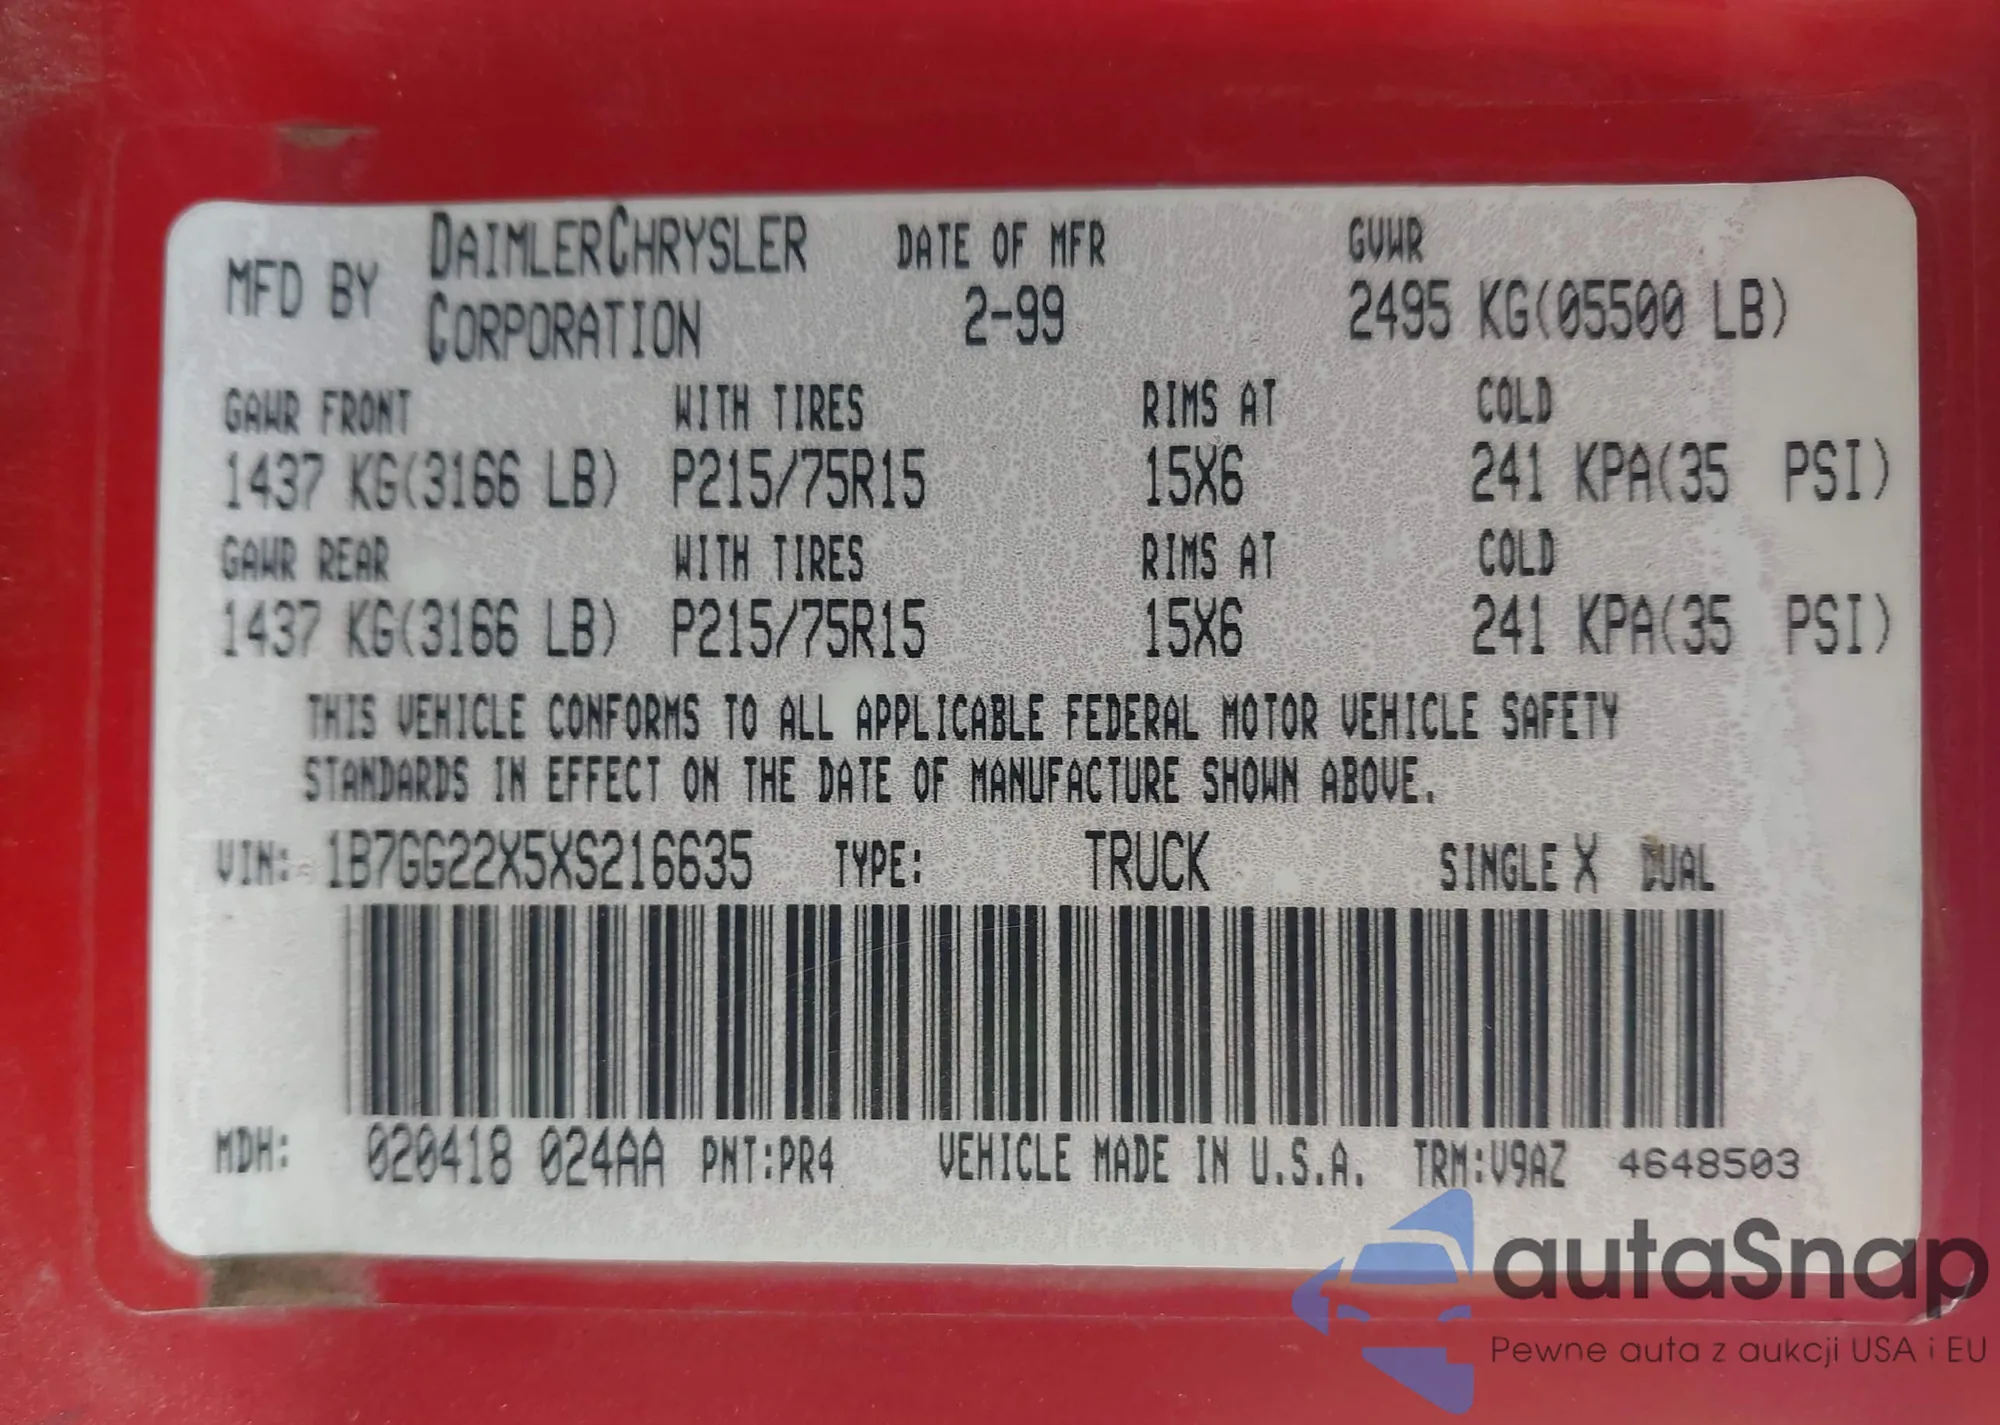 MFD BY DAIMLERCHRYSLER CORPORATION
DATE OF MFR 2-99
GVWR 2495 KG(05500 LB)
GAWR FRONT WITH TIRES RIMS AT COLD
1437 KG(3166 LB) P215/75R15 15X6 241 KPA(35 PSI)
GAWR REAR WITH TIRES RIMS AT COLD
1437 KG(3166 LB) P215/75R15 15X6 241 KPA(35 PSI)
THIS VEHICLE CONFORMS TO ALL APPLICABLE FEDERAL MOTOR VEHICLE SAFETY
STANDARDS IN EFFECT ON THE DATE OF MANUFACTURE SHOWN ABOVE.
VIN: 1B7GG22X5XS216635 TYPE: TRUCK SINGLE X DUAL
MDH: 020418 024AA PNT:PR4 VEHICLE MADE IN U.S.A. TRM:V9AZ 4648503
autaSnap
Pewne auta z aukcji USA i EU